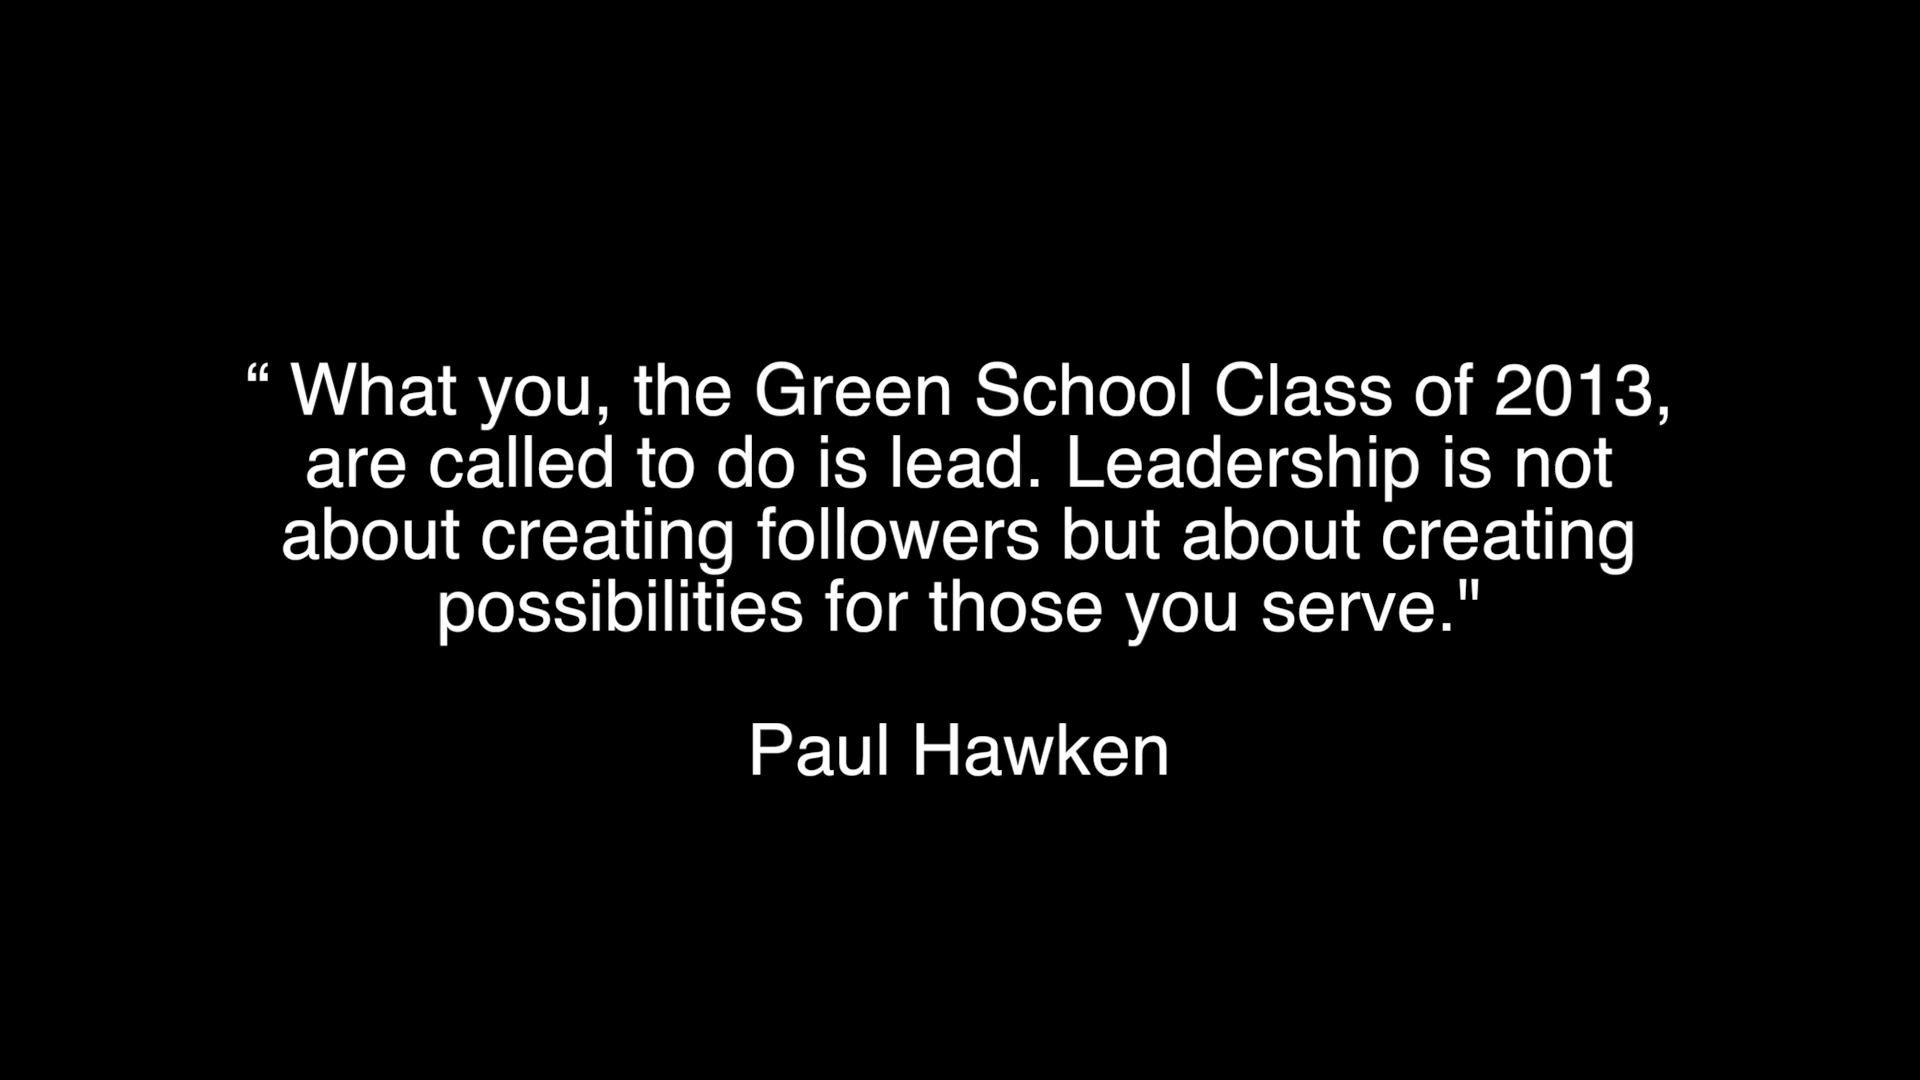 “ What you, the Green School Class of 2013,
are called to do is lead. Leadership is not
about creating followers but about creating
possibilities for those you serve."
Paul Hawken